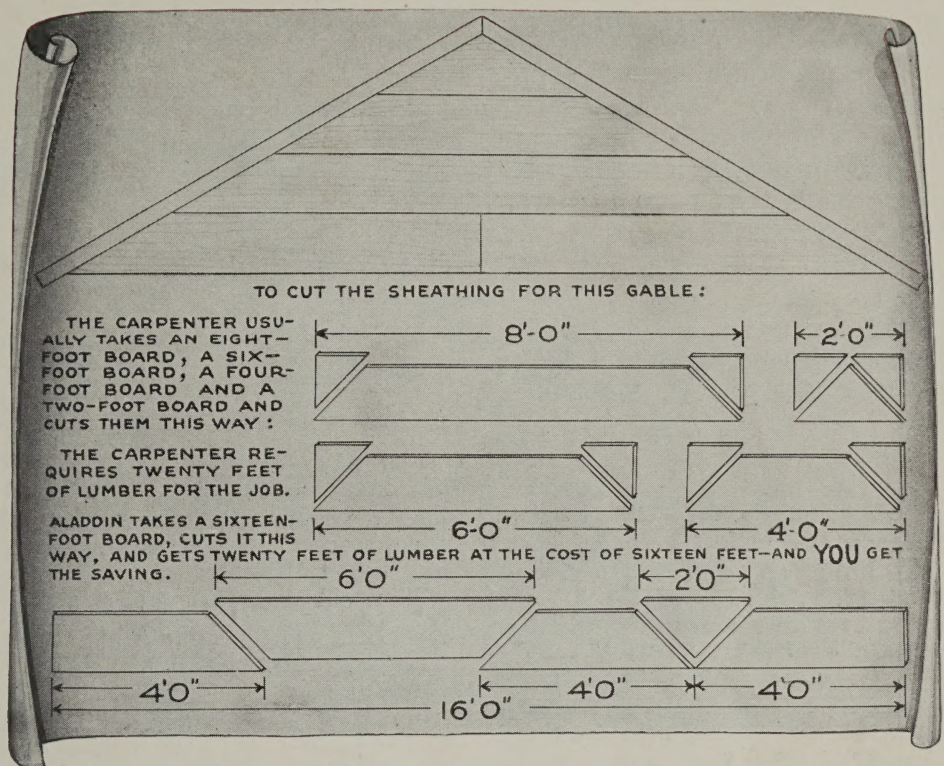 TO CUT THE SHEATHING FOR THIS GABLE:
THE CARPENTER USU-
ALLY TAKES AN EIGHT-
FOOT BOARD, A SIX-
FOOT BOARD, A FOUR-
FOOT BOARD AND A
TWO-FOOT BOARD AND
CUTS THEM THIS WAY:
8'-0"
2'-0"
THE CARPENTER RE-
QUIRES TWENTY FEET
OF LUMBER FOR THE JOB.
6'-0"
4'-0"
ALADDIN TAKES A SIXTEEN-
FOOT BOARD, CUTS IT THIS
WAY, AND GETS TWENTY FEET OF LUMBER AT THE COST OF SIXTEEN FEET—AND YOU GET
THE SAVING.
6'0"
2'0"
4'0"
4'0"
4'0"
16'0"